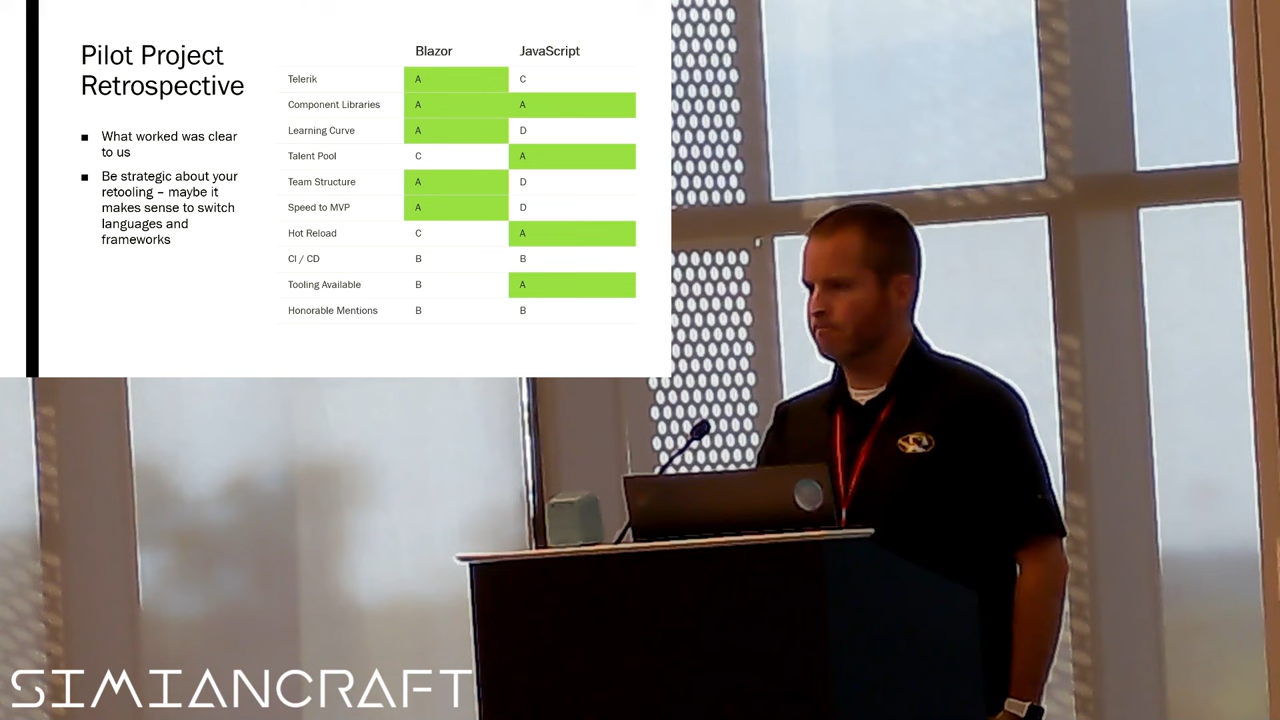 Pilot Project
Retrospective
■ What worked was clear
to us
■ Be strategic about your
retooling – maybe it
makes sense to switch
languages and
frameworks
Blazor JavaScript
Telerik A C
Component Libraries A A
Learning Curve A D
Talent Pool C A
Team Structure A D
Speed to MVP A D
Hot Reload C A
CI / CD B B
Tooling Available B A
Honorable Mentions B B
SIMIANCRAFT